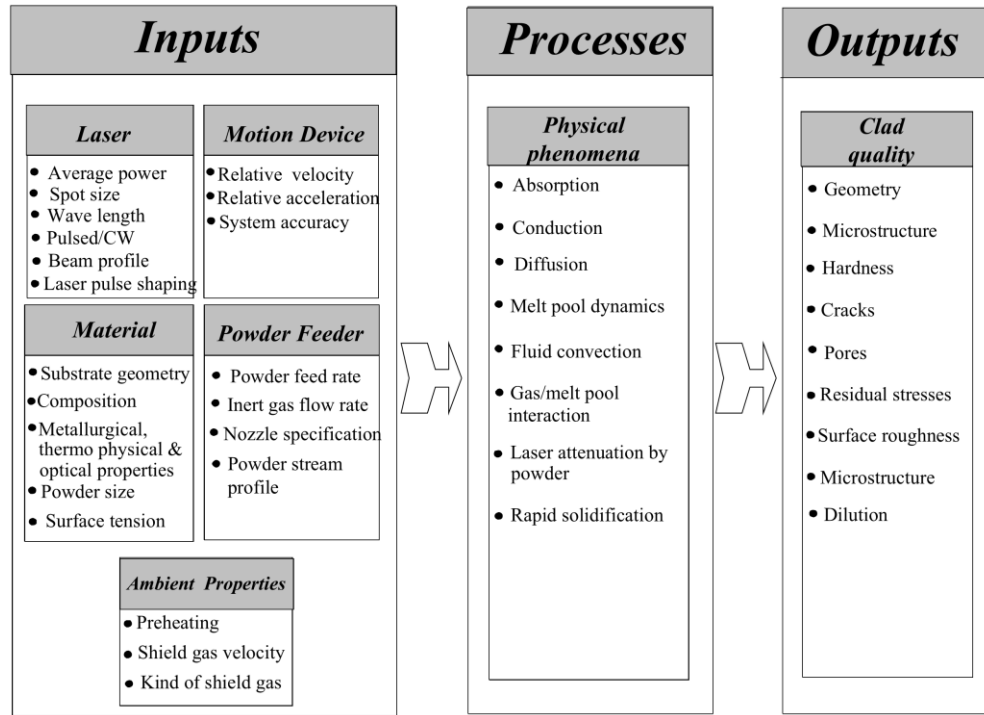 Inputs
Laser
• Average power
• Spot size
• Wave length
• Pulsed/CW
• Beam profile
• Laser pulse shaping
Motion Device
• Relative velocity
• Relative acceleration
• System accuracy
Material
• Substrate geometry
• Composition
• Metallurgical,
thermo physical &
optical properties
• Powder size
• Surface tension
Powder Feeder
• Powder feed rate
• Inert gas flow rate
• Nozzle specification
• Powder stream
profile
Ambient Properties
• Preheating
• Shield gas velocity
• Kind of shield gas
Processes
Physical
phenomena
• Absorption
• Conduction
• Diffusion
• Melt pool dynamics
• Fluid convection
• Gas/melt pool
interaction
• Laser attenuation by
powder
• Rapid solidification
Outputs
Clad
quality
• Geometry
• Microstructure
• Hardness
• Cracks
• Pores
• Residual stresses
• Surface roughness
• Microstructure
• Dilution